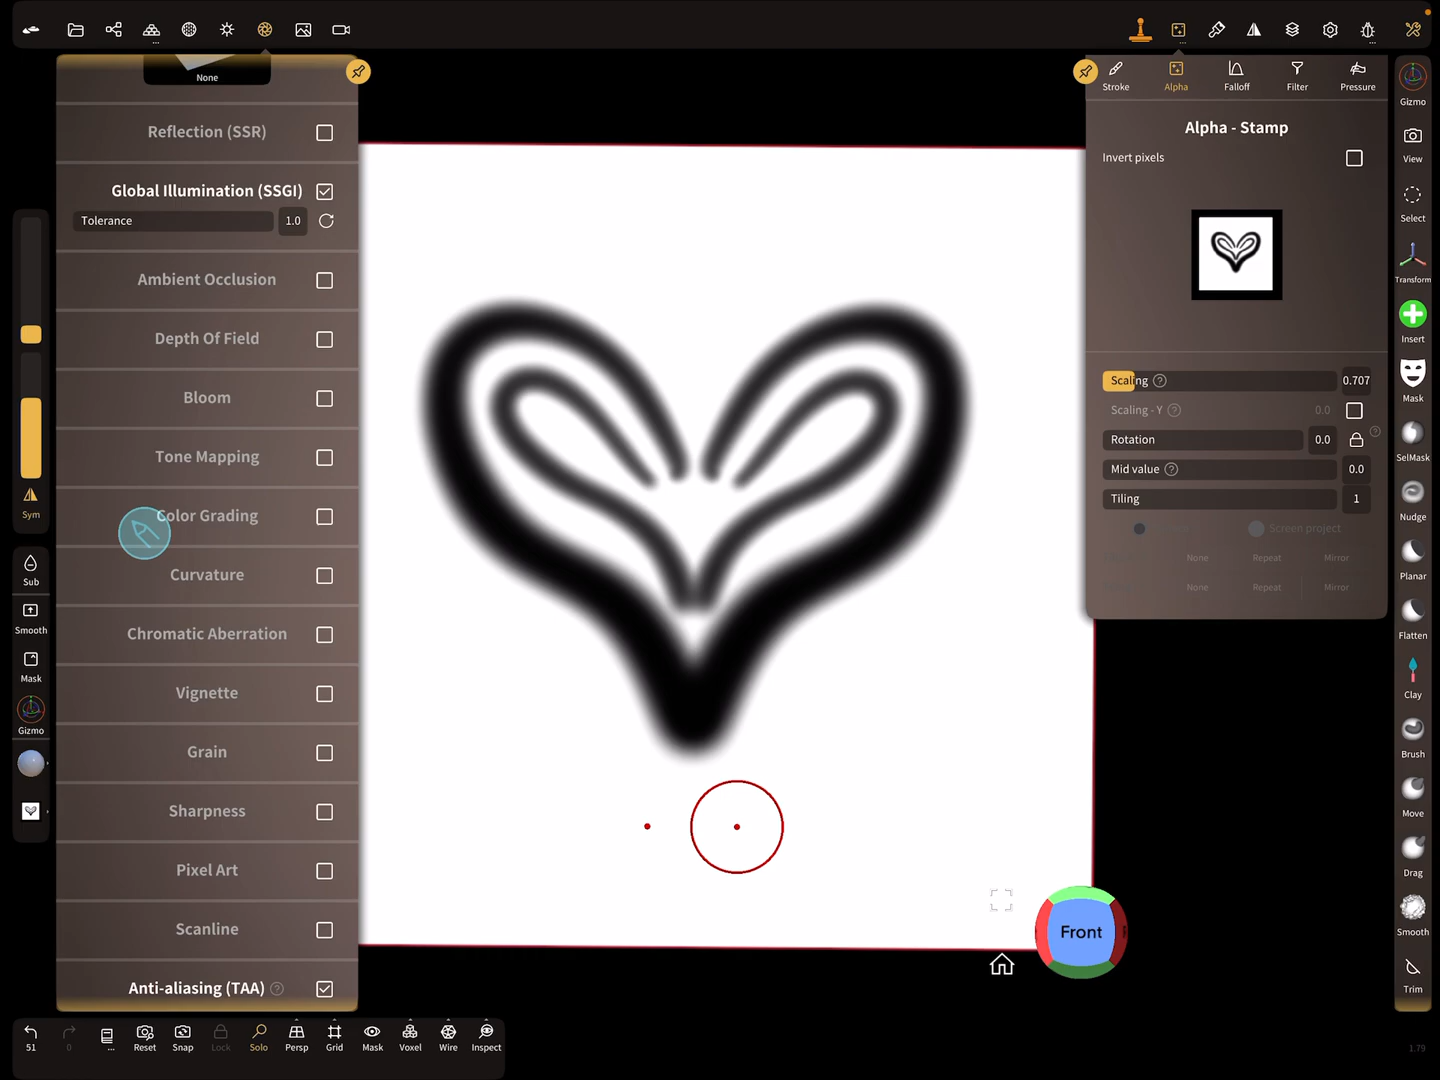 None
Reflection (SSR)
Global Illumination (SSGI)
Tolerance 1.0
Ambient Occlusion
Depth Of Field
Bloom
Tone Mapping
Color Grading
Curvature
Chromatic Aberration
Vignette
Grain
Sharpness
Pixel Art
Scanline
Anti-aliasing (TAA) ?
Sym
Sub
Smooth
Mask
Gizmo
51
0
...
Reset
Snap
Lock
Solo
Persp
Grid
Mask
Voxel
Wire
Inspect
Front
Stroke
Alpha
Falloff
Filter
Pressure
Alpha - Stamp
Invert pixels
Scaling ? 0.707
Scaling - Y ? 0.0
Rotation 0.0 ?
Mid value ? 0.0
Tiling 1
Screen project
None Repeat Mirror
None Repeat Mirror
Gizmo
View
Select
Transform
Insert
Mask
SelMask
Nudge
Planar
Flatten
Clay
Brush
Move
Drag
Smooth
Trim
1.79